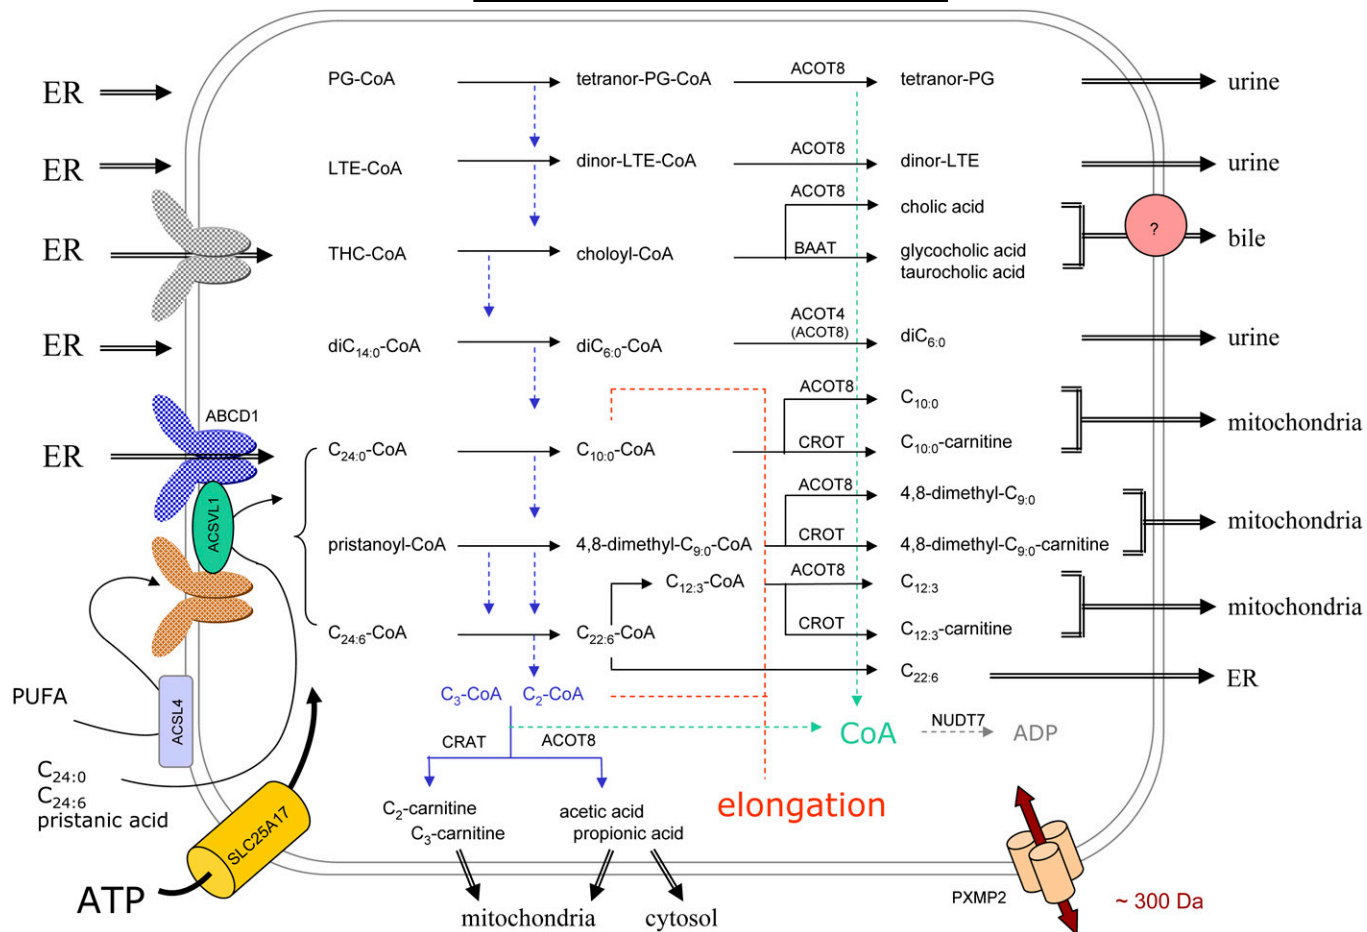 ER PG-CoA tetranor-PG-CoA ACOT8 tetranor-PG urine
ER LTE-CoA dinor-LTE-CoA ACOT8 dinor-LTE urine
ACOT8 cholic acid
ER THC-CoA choloyl-CoA BAAT glycocholic acid ? bile
taurocholic acid
ACOT4
ER diC14:0-CoA diC6:0-CoA (ACOT8) diC6:0 urine
ABCD1 ACOT8 C10:0
mitochondria
ER C24:0-CoA C10:0-CoA CROT C10:0-carnitine
ACSVL1 ACOT8 4,8-dimethyl-C9:0
mitochondria
pristanoyl-CoA 4,8-dimethyl-C9:0-CoA CROT 4,8-dimethyl-C9:0-carnitine
C12:3-CoA ACOT8 C12:3
mitochondria
C24:6-CoA C22:6-CoA CROT C12:3-carnitine
C22:6 ER
PUFA ACSL4 C3-CoA C2-CoA
CoA NUDT7 ADP
CRAT ACOT8
C24:0
C24:6
pristanic acid
C2-carnitine acetic acid elongation
C3-carnitine propionic acid
SLC25A17
ATP PXMP2 ~ 300 Da
mitochondria cytosol